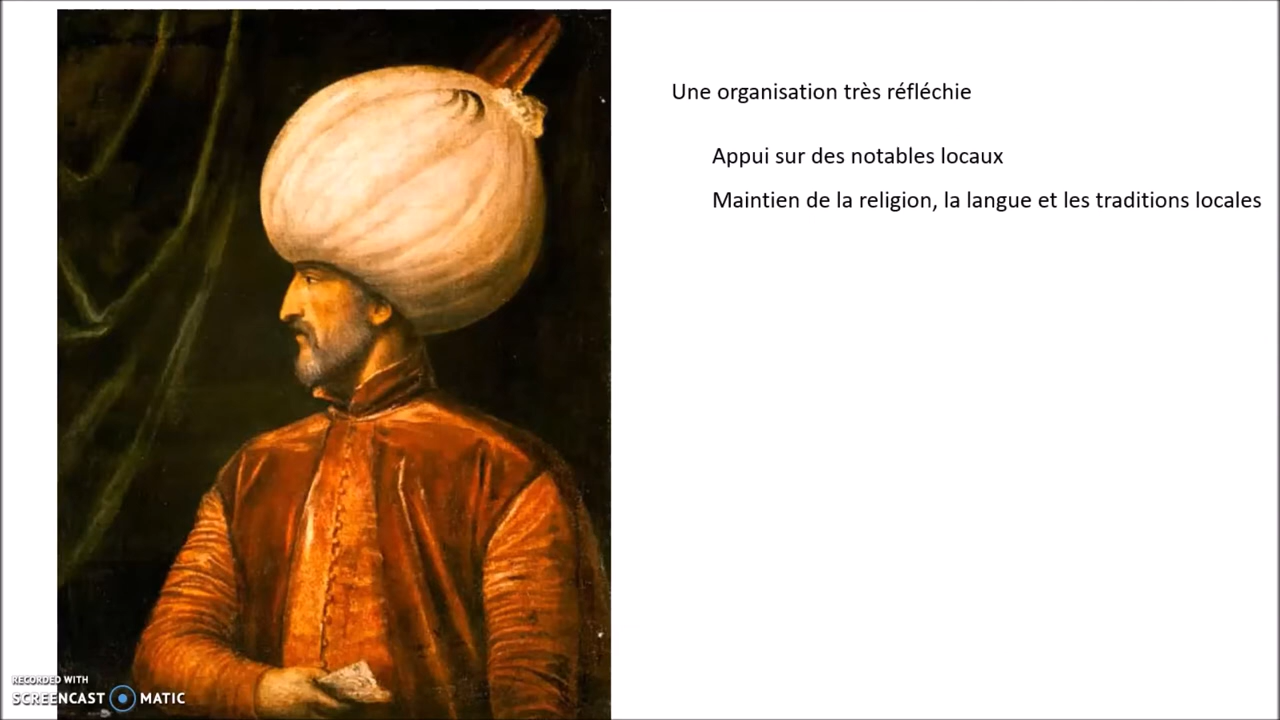 Une organisation très réfléchie
Appui sur des notables locaux
Maintien de la religion, la langue et les traditions locales
RECORDED WITH
SCREENCAST MATIC